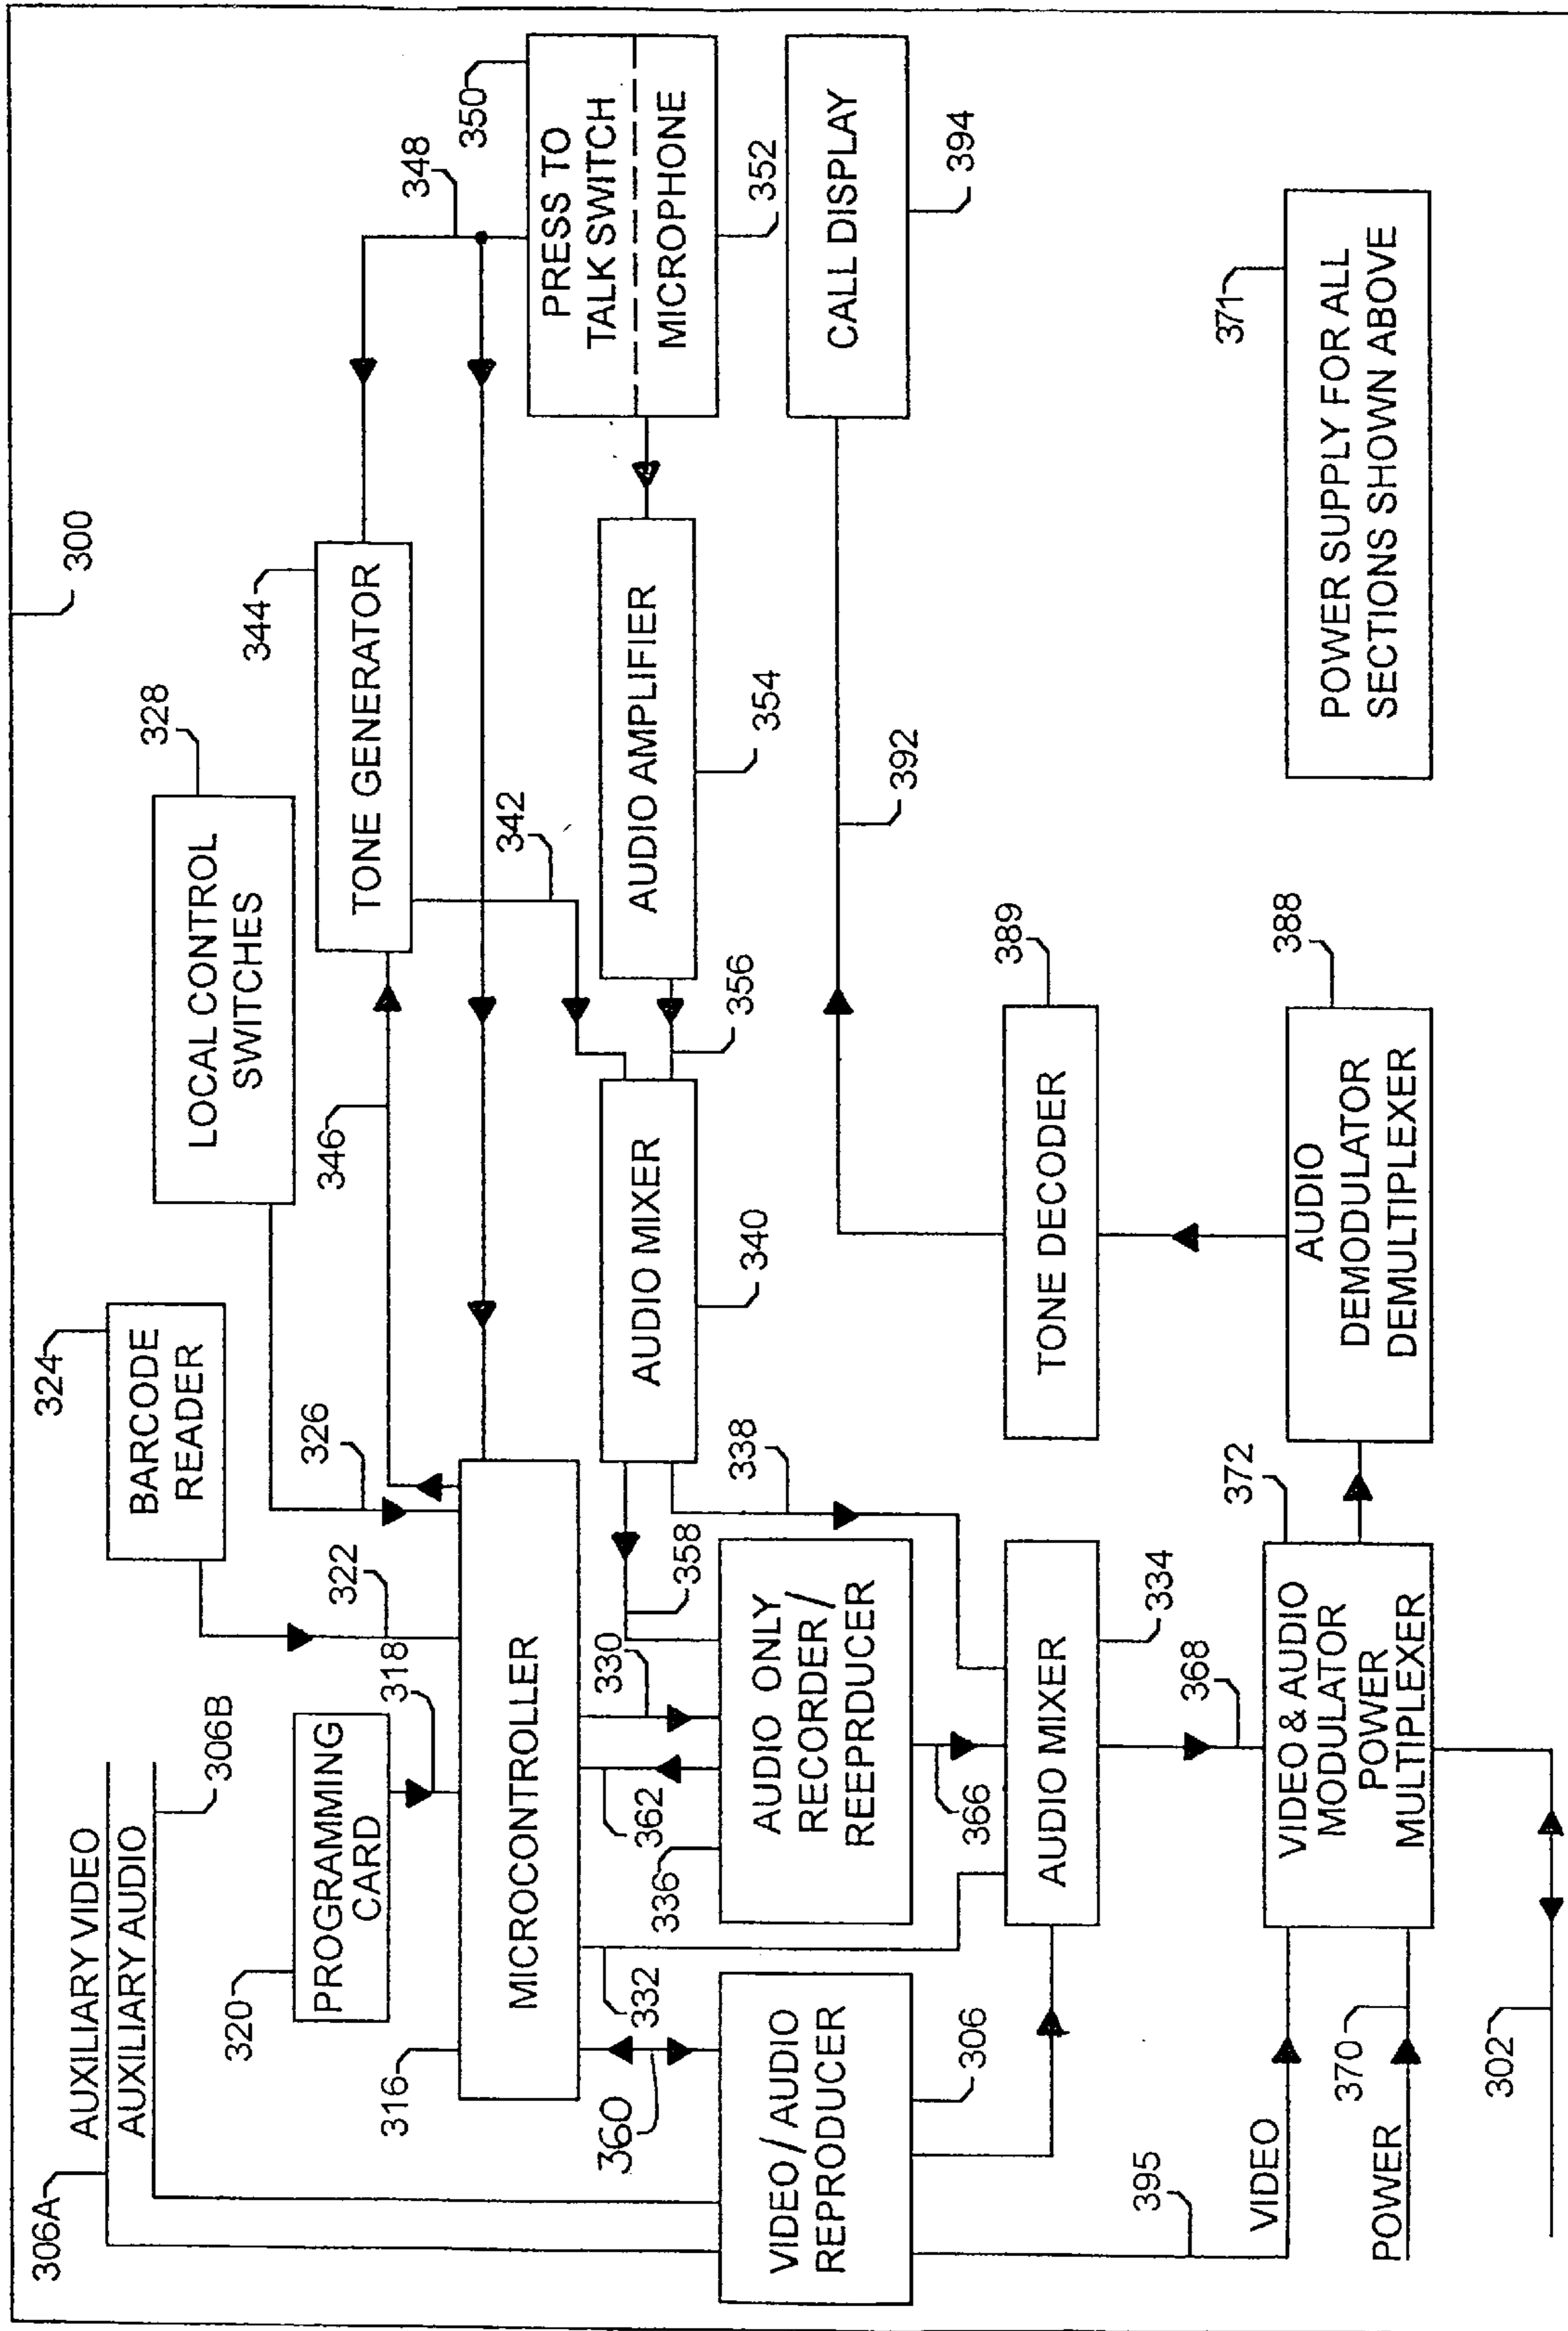 300
306A
AUXILIARY VIDEO
AUXILIARY AUDIO
306B
324
BARCODE
READER
328
LOCAL CONTROL
SWITCHES
344
TONE GENERATOR
348
350
PRESS TO
TALK SWITCH
MICROPHONE
352
320
PROGRAMMING
CARD
318
322
326
346
342
316
MICROCONTROLLER
AUDIO MIXER
340
356
AUDIO AMPLIFIER
354
360
332
362
330
358
338
336
AUDIO ONLY
RECORDER /
REEPRDUCER
VIDEO / AUDIO
REPRODUCER
306
366
AUDIO MIXER
334
TONE DECODER
389
392
CALL DISPLAY
394
395
368
372
VIDEO
370
POWER
VIDEO & AUDIO
MODULATOR
POWER
MULTIPLEXER
AUDIO
DEMODULATOR
DEMULTIPLEXER
388
371
POWER SUPPLY FOR ALL
SECTIONS SHOWN ABOVE
302